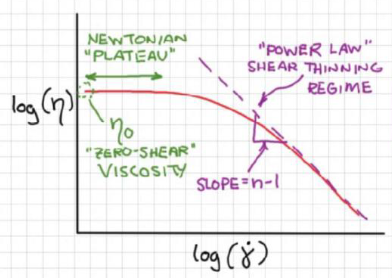 NEWTONIAN
"PLATEAU"
"POWER LAW"
SHEAR THINNING
REGIME
log(η)
η0
"ZERO-SHEAR"
VISCOSITY
SLOPE=n-1
log(γ̇)